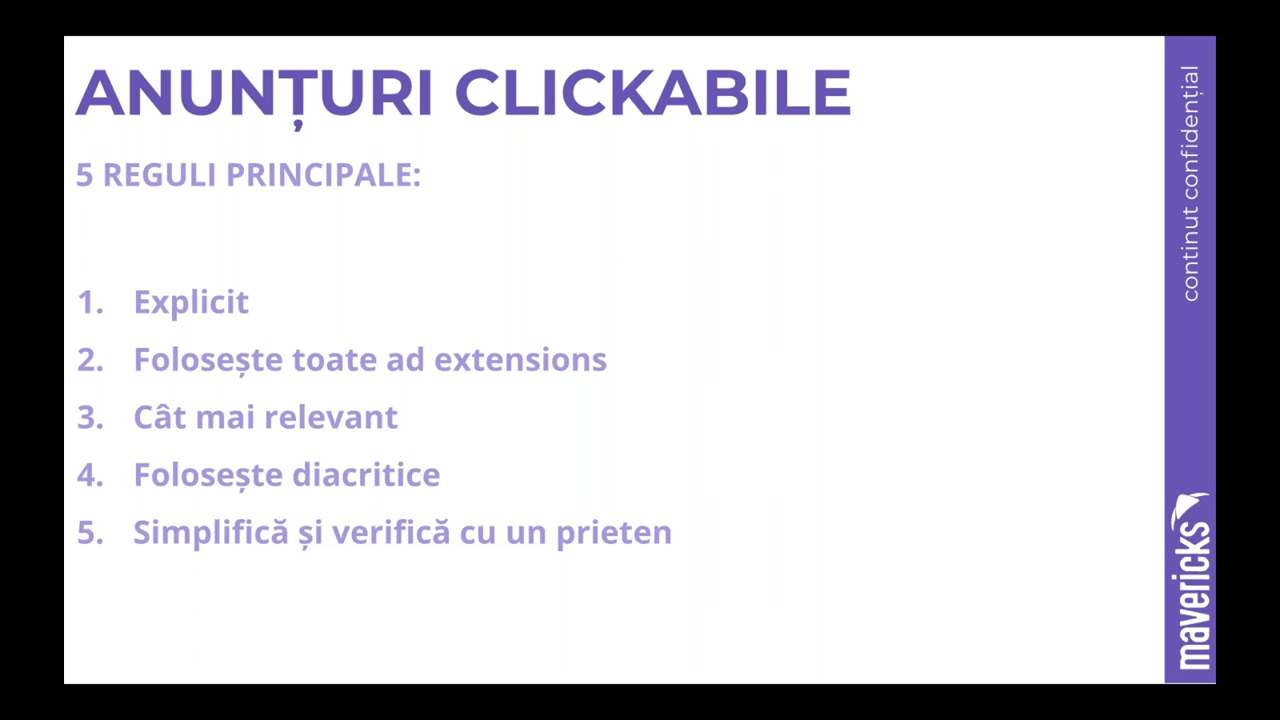 ANUNȚURI CLICKABILE
5 REGULI PRINCIPALE:
1. Explicit
2. Folosește toate ad extensions
3. Cât mai relevant
4. Folosește diacritice
5. Simplifică și verifică cu un prieten
continut confidențial
mavericks